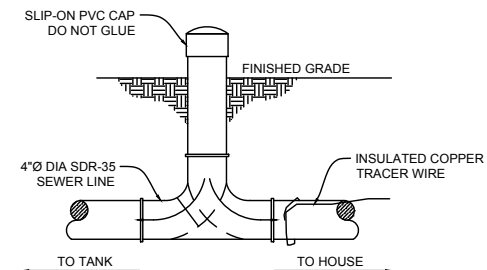 SLIP-ON PVC CAP
DO NOT GLUE
FINISHED GRADE
4"Ø DIA SDR-35
SEWER LINE
INSULATED COPPER
TRACER WIRE
TO TANK
TO HOUSE